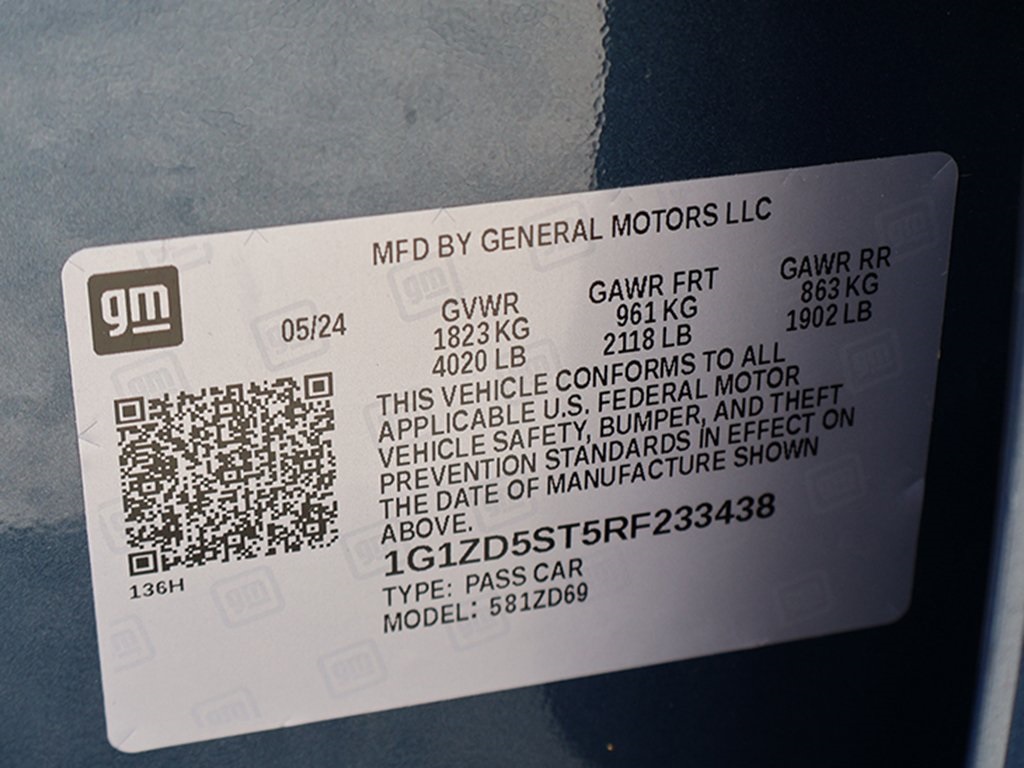 MFD BY GENERAL MOTORS LLC
gm
05/24
GVWR
1823 KG
4020 LB
GAWR FRT
961 KG
2118 LB
GAWR RR
863 KG
1902 LB
THIS VEHICLE CONFORMS TO ALL
APPLICABLE U.S. FEDERAL MOTOR
VEHICLE SAFETY, BUMPER, AND THEFT
PREVENTION STANDARDS IN EFFECT ON
THE DATE OF MANUFACTURE SHOWN
ABOVE.
1G1ZD5ST5RF233438
TYPE: PASS CAR
MODEL: 581ZD69
136H